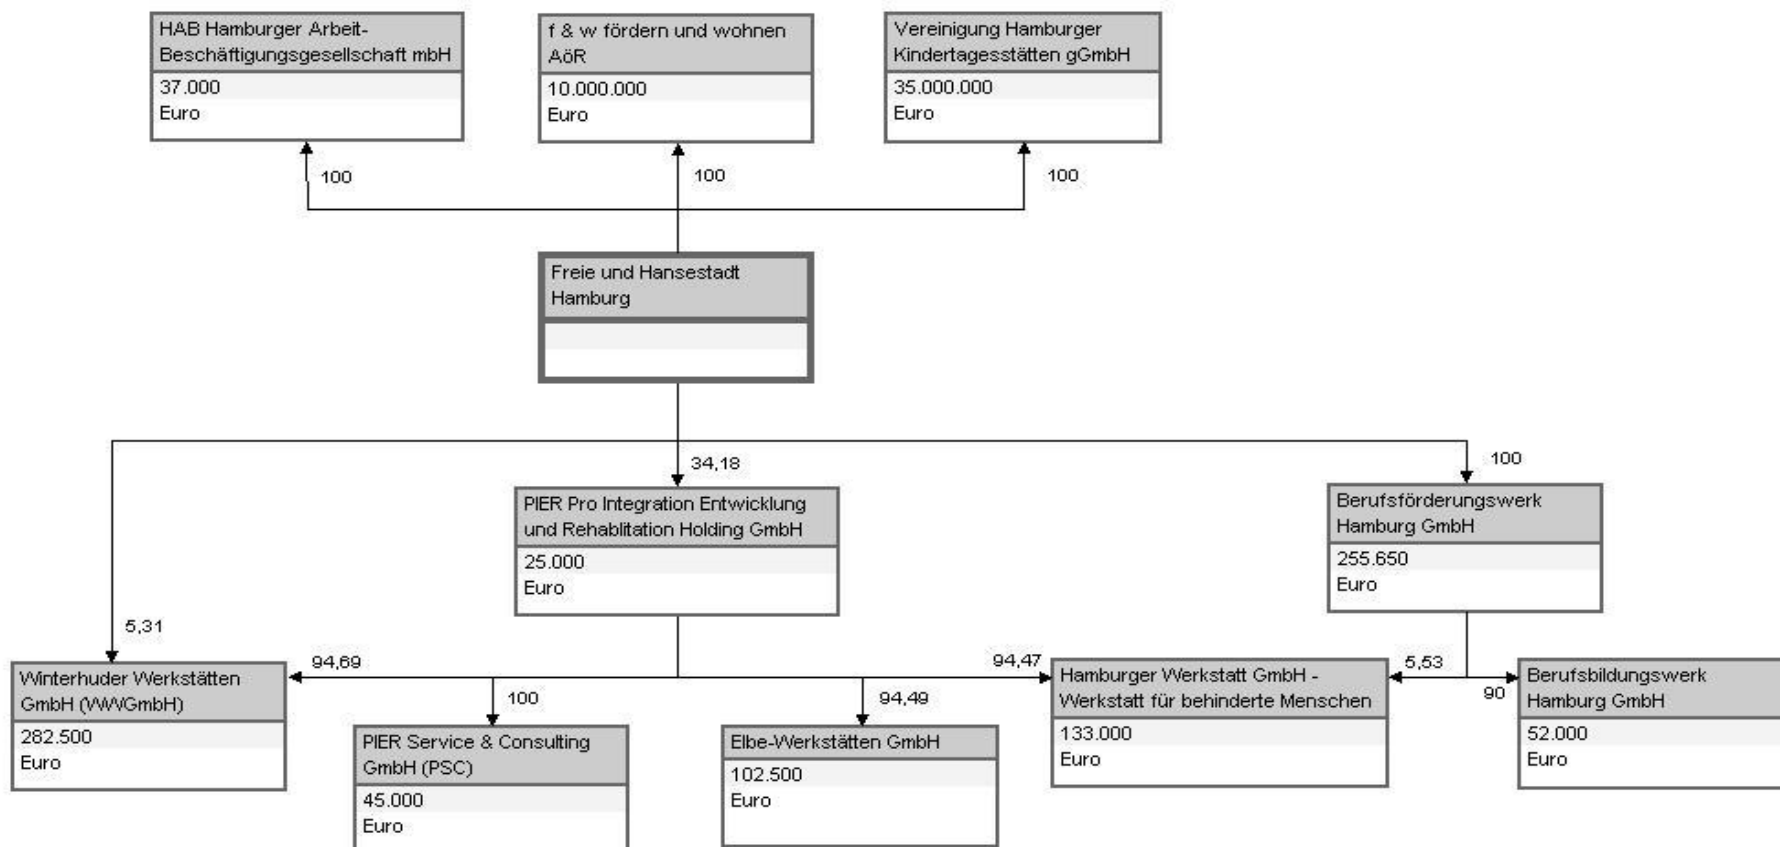 HAB Hamburger Arbeit-
Beschäftigungsgesellschaft mbH
37.000
Euro
f & w fördern und wohnen
AöR
10.000.000
Euro
Vereinigung Hamburger
Kindertagesstätten gGmbH
35.000.000
Euro
100
100
100
Freie und Hansestadt
Hamburg
34,18
100
PIER Pro Integration Entwicklung
und Rehablitation Holding GmbH
25.000
Euro
Berufsförderungswerk
Hamburg GmbH
255.650
Euro
5,31
94,69
100
94,49
94,47
5,53
90
Winterhuder Werkstätten
GmbH (WWGmbH)
282.500
Euro
PIER Service & Consulting
GmbH (PSC)
45.000
Euro
Elbe-Werkstätten GmbH
102.500
Euro
Hamburger Werkstatt GmbH -
Werkstatt für behinderte Menschen
133.000
Euro
Berufsbildungswerk
Hamburg GmbH
52.000
Euro